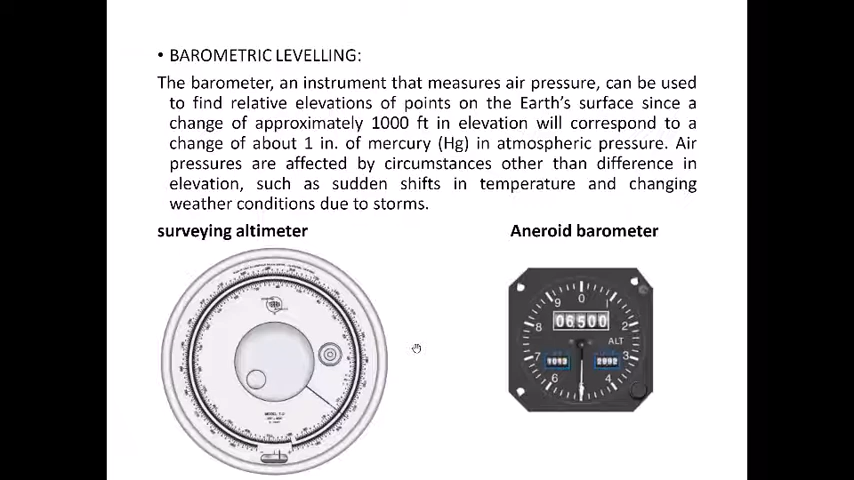 • BAROMETRIC LEVELLING:
The barometer, an instrument that measures air pressure, can be used
to find relative elevations of points on the Earth's surface since a
change of approximately 1000 ft in elevation will correspond to a
change of about 1 in. of mercury (Hg) in atmospheric pressure. Air
pressures are affected by circumstances other than difference in
elevation, such as sudden shifts in temperature and changing
weather conditions due to storms.
surveying altimeter Aneroid barometer
0
9 1
06500
8 2
ALT
7 1013 2992 3
6 4